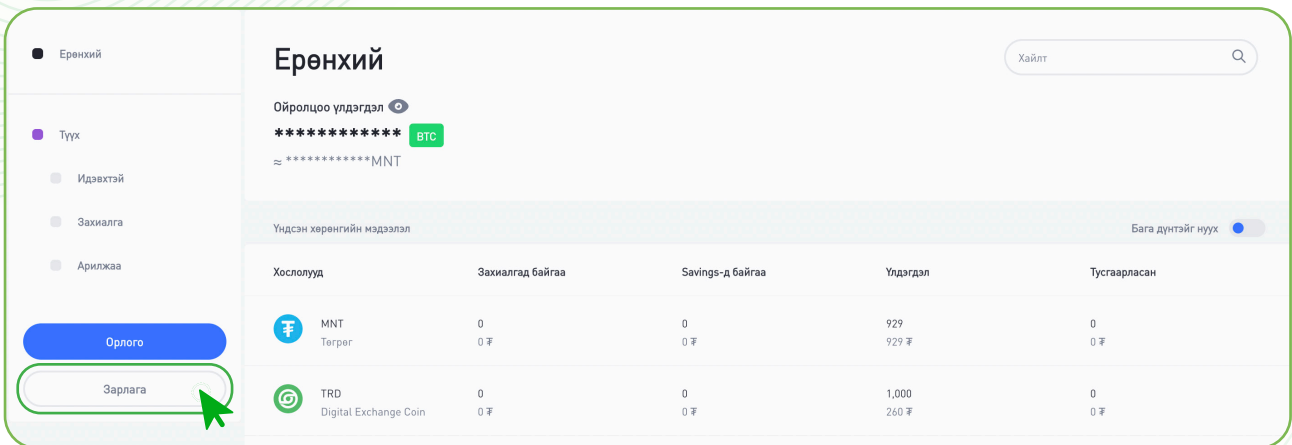 Ерөнхий
Түүх
Идэвхтэй
Захиалга
Арилжаа
Орлого
Зарлага
Ерөнхий
Хайлт
Ойролцоо үлдэгдэл
************ BTC
≈ ************MNT
Үндсэн хөрөнгийн мэдээлэл Бага дүнтэйг нуух
Хослолууд Захиалгад байгаа Savings-д байгаа Үлдэгдэл Тусгаарласан
MNT 0 0 929 0
Төгрөг 0 ₮ 0 ₮ 929 ₮ 0 ₮
TRD 0 0 1,000 0
Digital Exchange Coin 0 ₮ 0 ₮ 260 ₮ 0 ₮